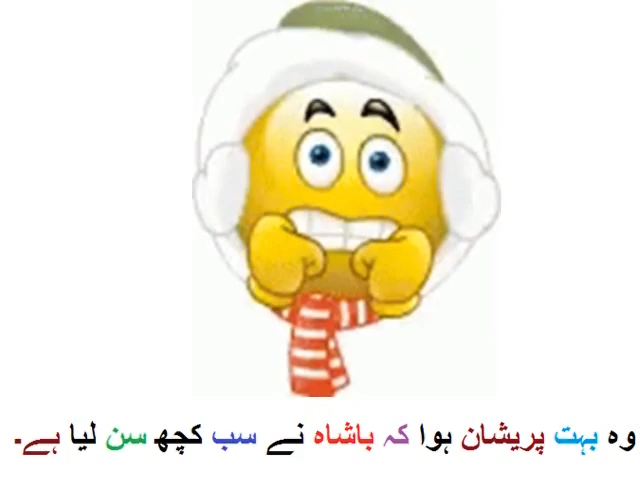 وہ بہت پریشان ہوا کہ باشاہ نے سب کچھ سن لیا ہے۔